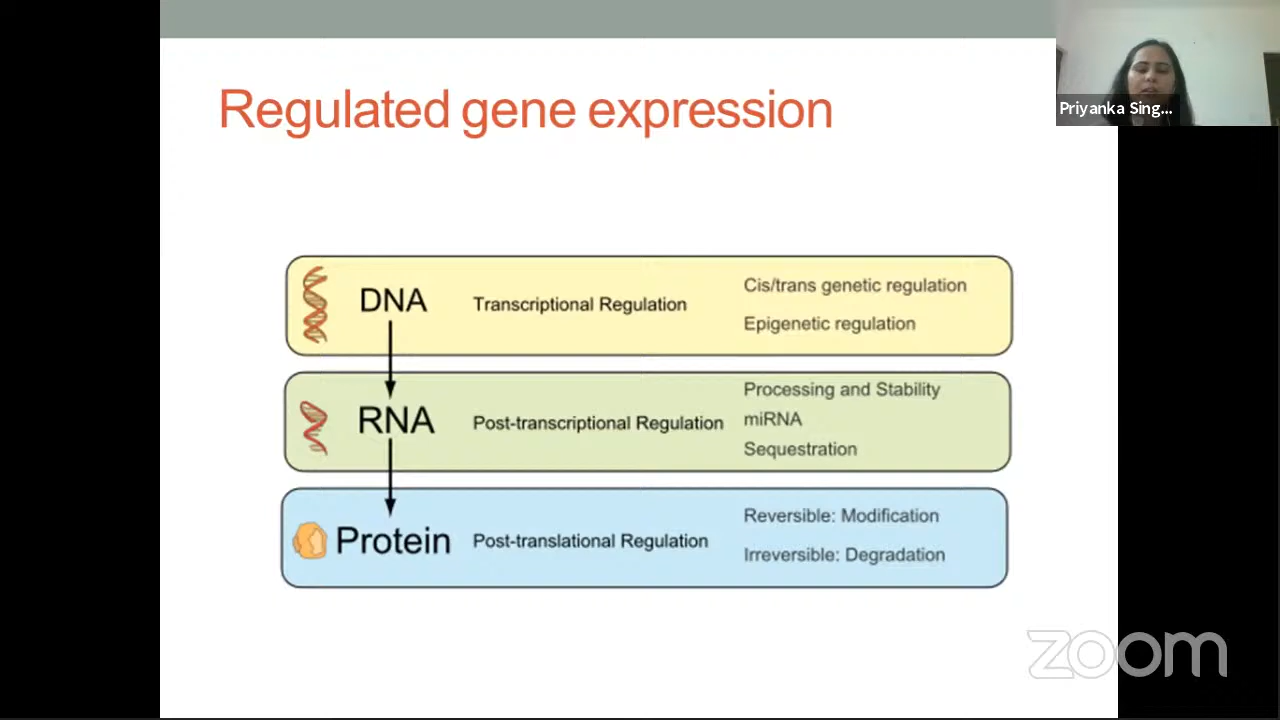 Regulated gene expression
Priyanka Sing...
DNA
Transcriptional Regulation
Cis/trans genetic regulation
Epigenetic regulation
RNA
Post-transcriptional Regulation
Processing and Stability
miRNA
Sequestration
Protein
Post-translational Regulation
Reversible: Modification
Irreversible: Degradation
zoom